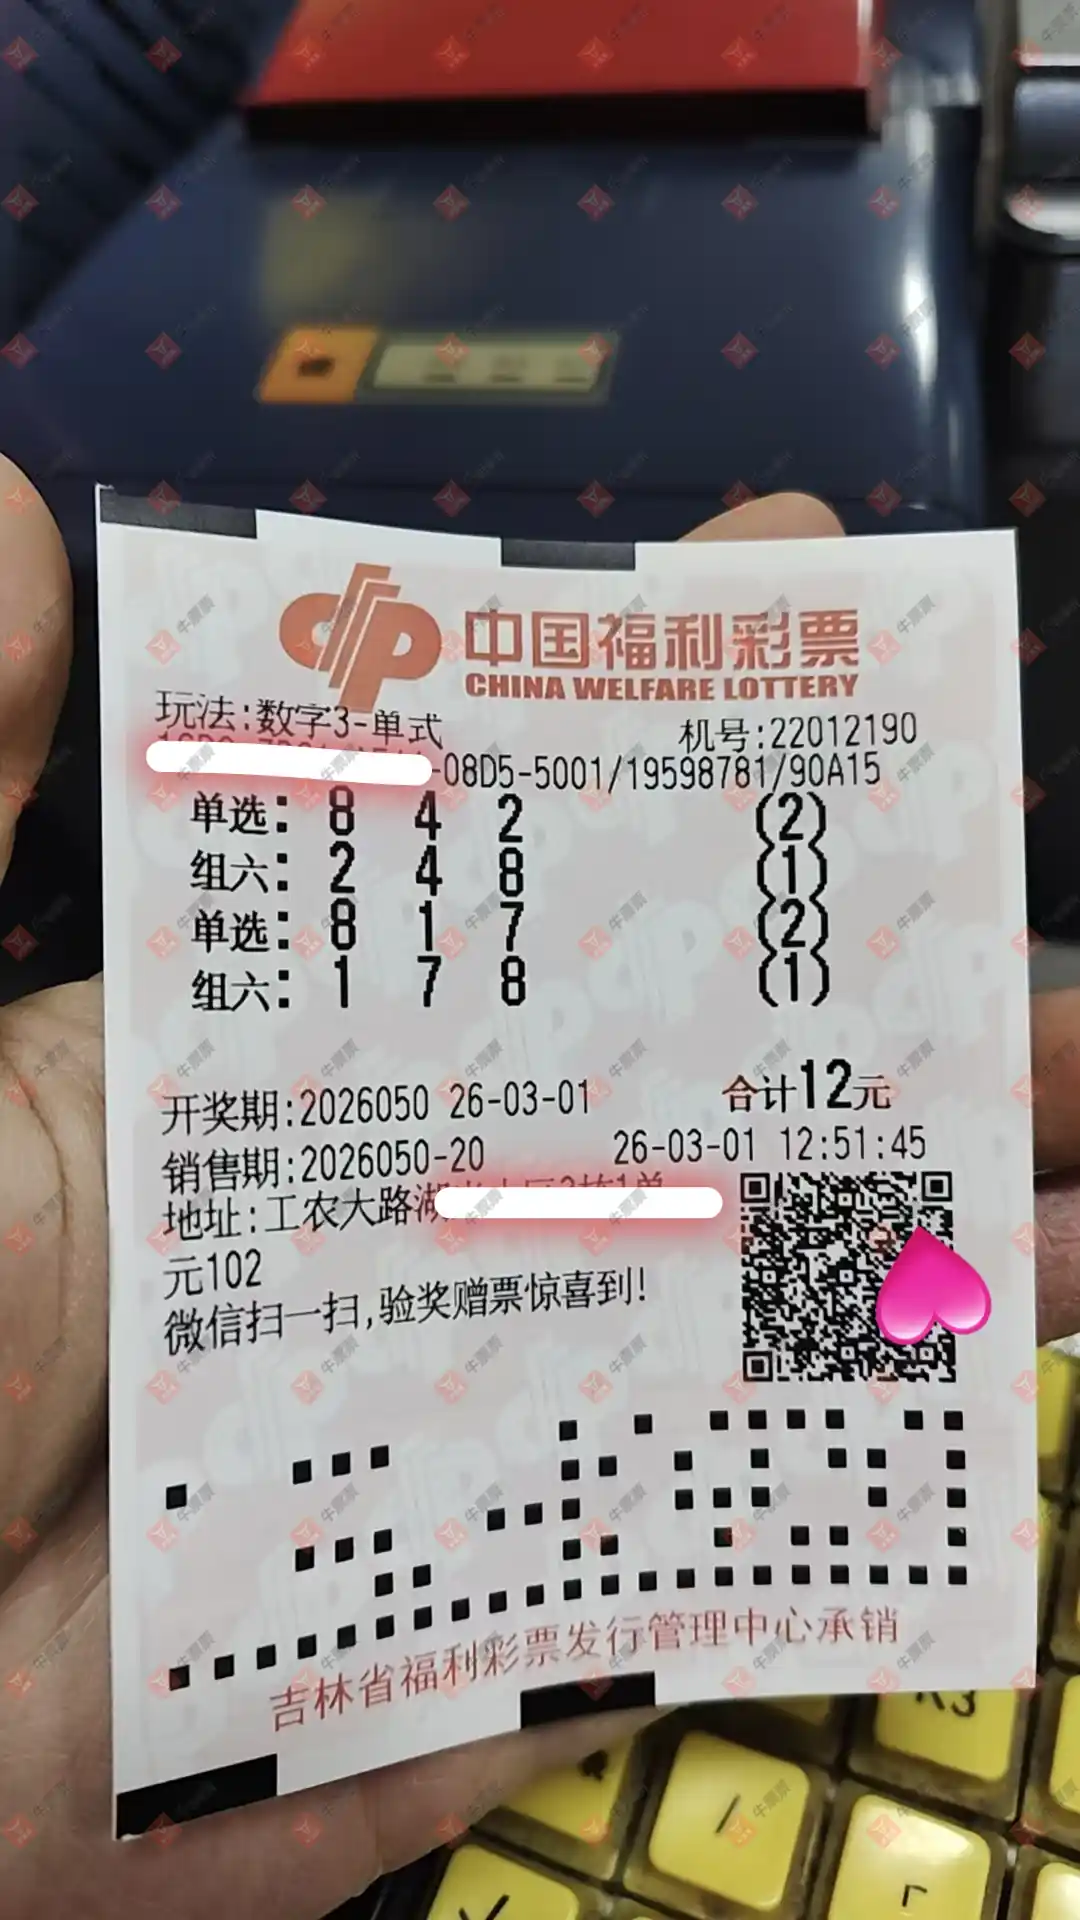 中国福利彩票
CHINA WELFARE LOTTERY
玩法:数字3-单式
机号:22012190
-08D5-5001/19598781/90A15
单选: 8 4 2 (2)
组六: 2 4 8 (1)
单选: 8 1 7 (2)
组六: 1 7 8 (1)
开奖期:2026050 26-03-01
合计12元
销售期:2026050-20 26-03-01 12:51:45
地址:工农大路湖
元102
微信扫一扫,验奖赠票惊喜到!
吉林省福利彩票发行管理中心承销
K3
牛票票